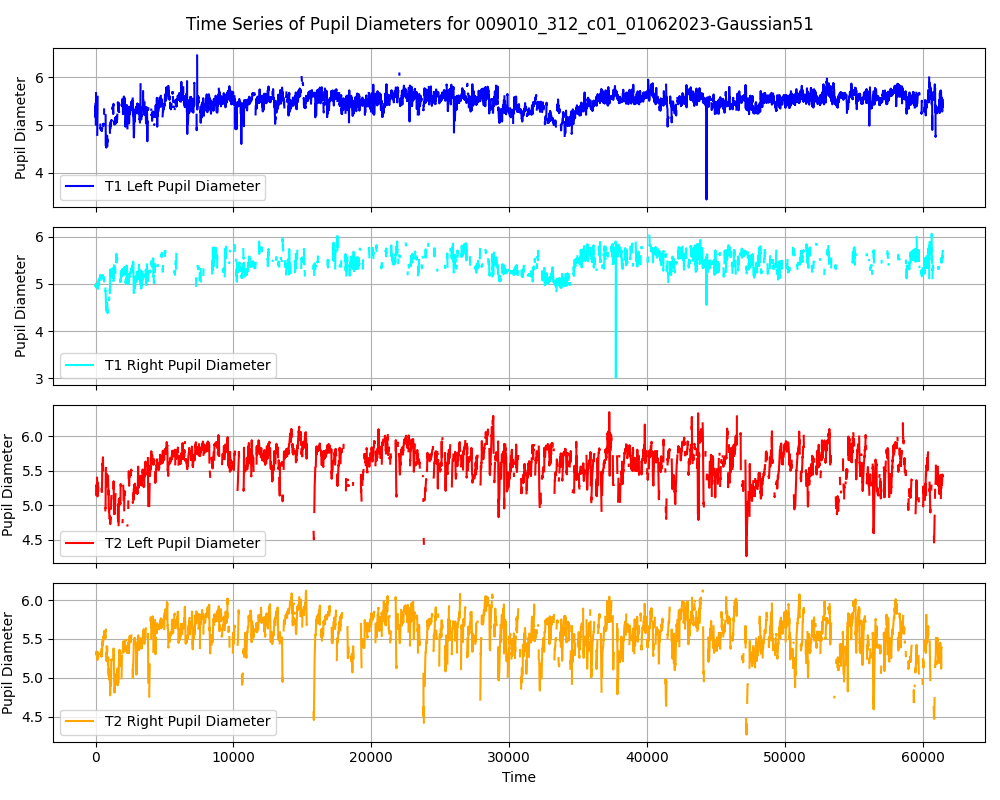 Time Series of Pupil Diameters for 009010_312_c01_01062023-Gaussian51
6
5
4
Pupil Diameter
T1 Left Pupil Diameter
6
5
4
3
Pupil Diameter
T1 Right Pupil Diameter
6.0
5.5
5.0
4.5
Pupil Diameter
T2 Left Pupil Diameter
6.0
5.5
5.0
4.5
Pupil Diameter
T2 Right Pupil Diameter
0 10000 20000 30000 40000 50000 60000
Time